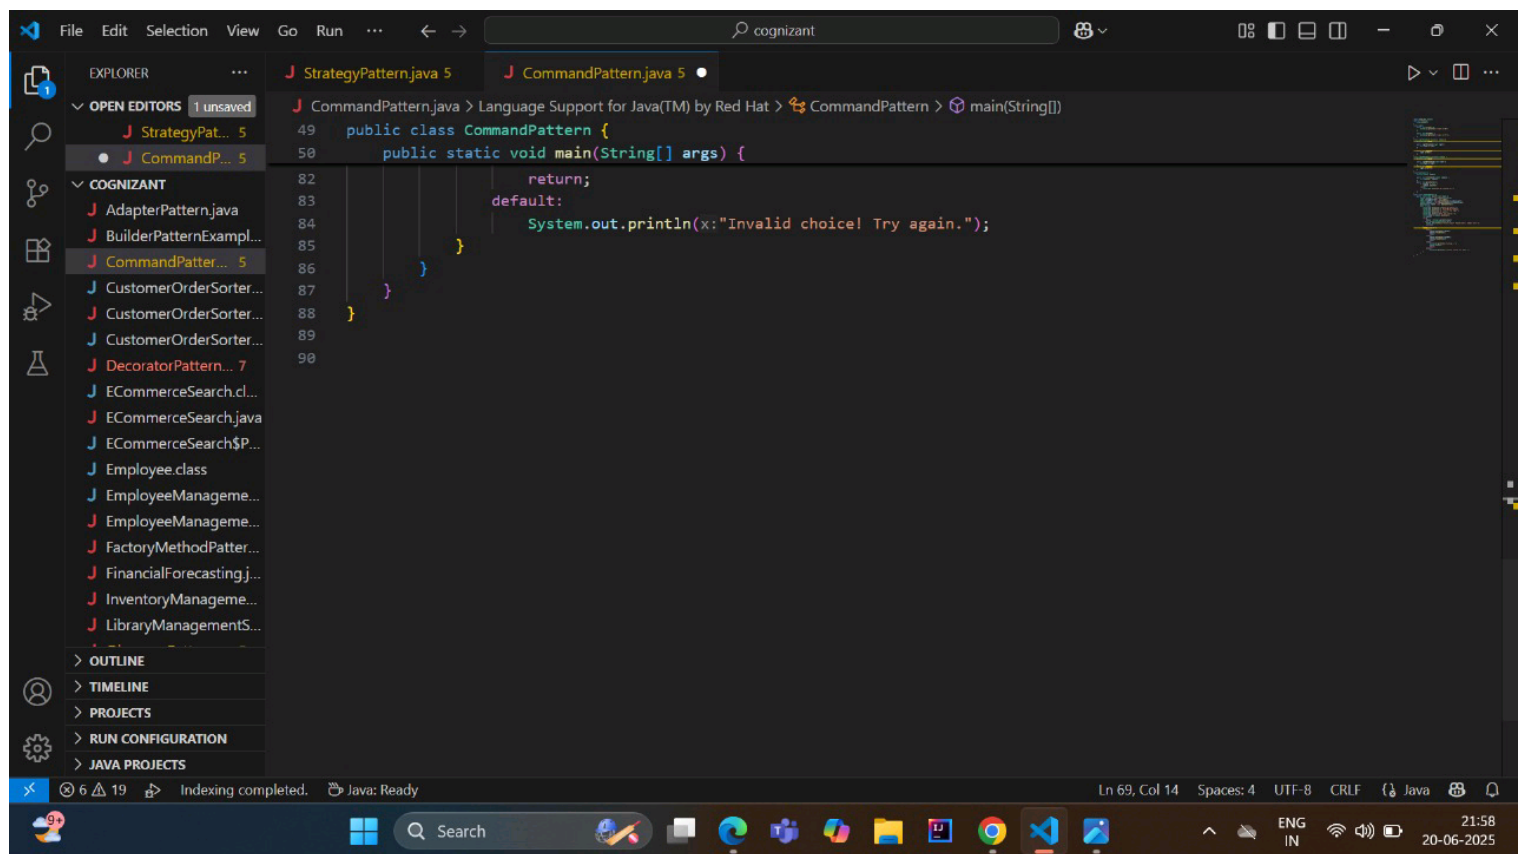 File Edit Selection View Go Run ··· cognizant
EXPLORER ···
OPEN EDITORS 1 unsaved
J StrategyPat... 5
J CommandP... 5
COGNIZANT
J AdapterPattern.java
J BuilderPatternExampl...
J CommandPatter... 5
J CustomerOrderSorter...
J CustomerOrderSorter...
J CustomerOrderSorter...
J DecoratorPattern... 7
J ECommerceSearch.cl...
J ECommerceSearch.java
J ECommerceSearch$P...
J Employee.class
J EmployeeManageme...
J EmployeeManageme...
J FactoryMethodPatter...
J FinancialForecasting.j...
J InventoryManageme...
J LibraryManagementS...
OUTLINE
TIMELINE
PROJECTS
RUN CONFIGURATION
JAVA PROJECTS
1
J StrategyPattern.java 5 J CommandPattern.java 5 ●
J CommandPattern.java > Language Support for Java(TM) by Red Hat > CommandPattern > main(String[])
49 public class CommandPattern {
50 public static void main(String[] args) {
82 return;
83 default:
84 System.out.println(x:"Invalid choice! Try again.");
85 }
86 }
87 }
88 }
89
90
6 19 Indexing completed. Java: Ready Ln 69, Col 14 Spaces: 4 UTF-8 CRLF Java
9+ Search ENG IN 21:58
20-06-2025